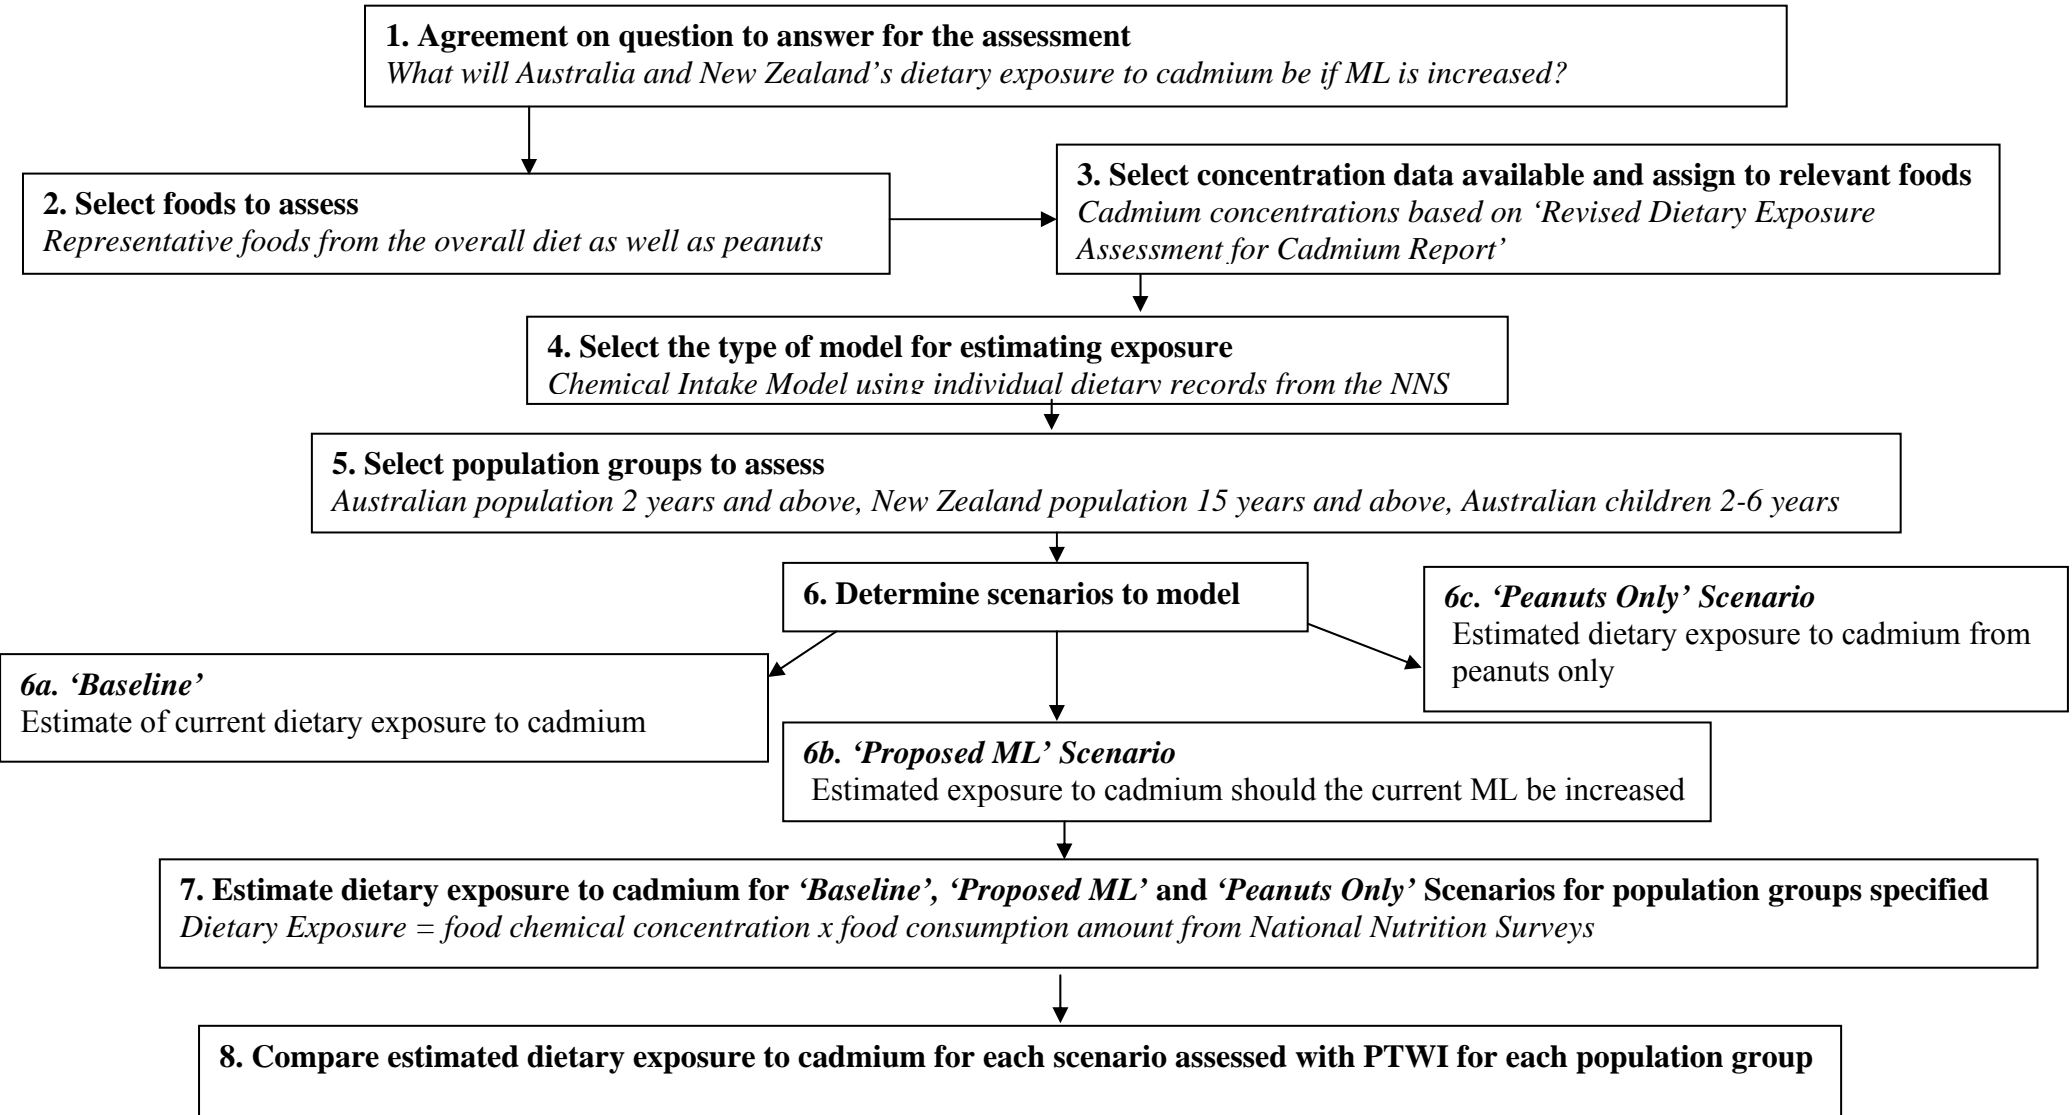 1. Agreement on question to answer for the assessment
What will Australia and New Zealand’s dietary exposure to cadmium be if ML is increased?
2. Select foods to assess
Representative foods from the overall diet as well as peanuts
3. Select concentration data available and assign to relevant foods
Cadmium concentrations based on ‘Revised Dietary Exposure
Assessment for Cadmium Report’
4. Select the type of model for estimating exposure
Chemical Intake Model using individual dietary records from the NNS
5. Select population groups to assess
Australian population 2 years and above, New Zealand population 15 years and above, Australian children 2-6 years
6. Determine scenarios to model
6a. ‘Baseline’
Estimate of current dietary exposure to cadmium
6b. ‘Proposed ML’ Scenario
Estimated exposure to cadmium should the current ML be increased
6c. ‘Peanuts Only’ Scenario
Estimated dietary exposure to cadmium from
peanuts only
7. Estimate dietary exposure to cadmium for ‘Baseline’, ‘Proposed ML’ and ‘Peanuts Only’ Scenarios for population groups specified
Dietary Exposure = food chemical concentration x food consumption amount from National Nutrition Surveys
8. Compare estimated dietary exposure to cadmium for each scenario assessed with PTWI for each population group